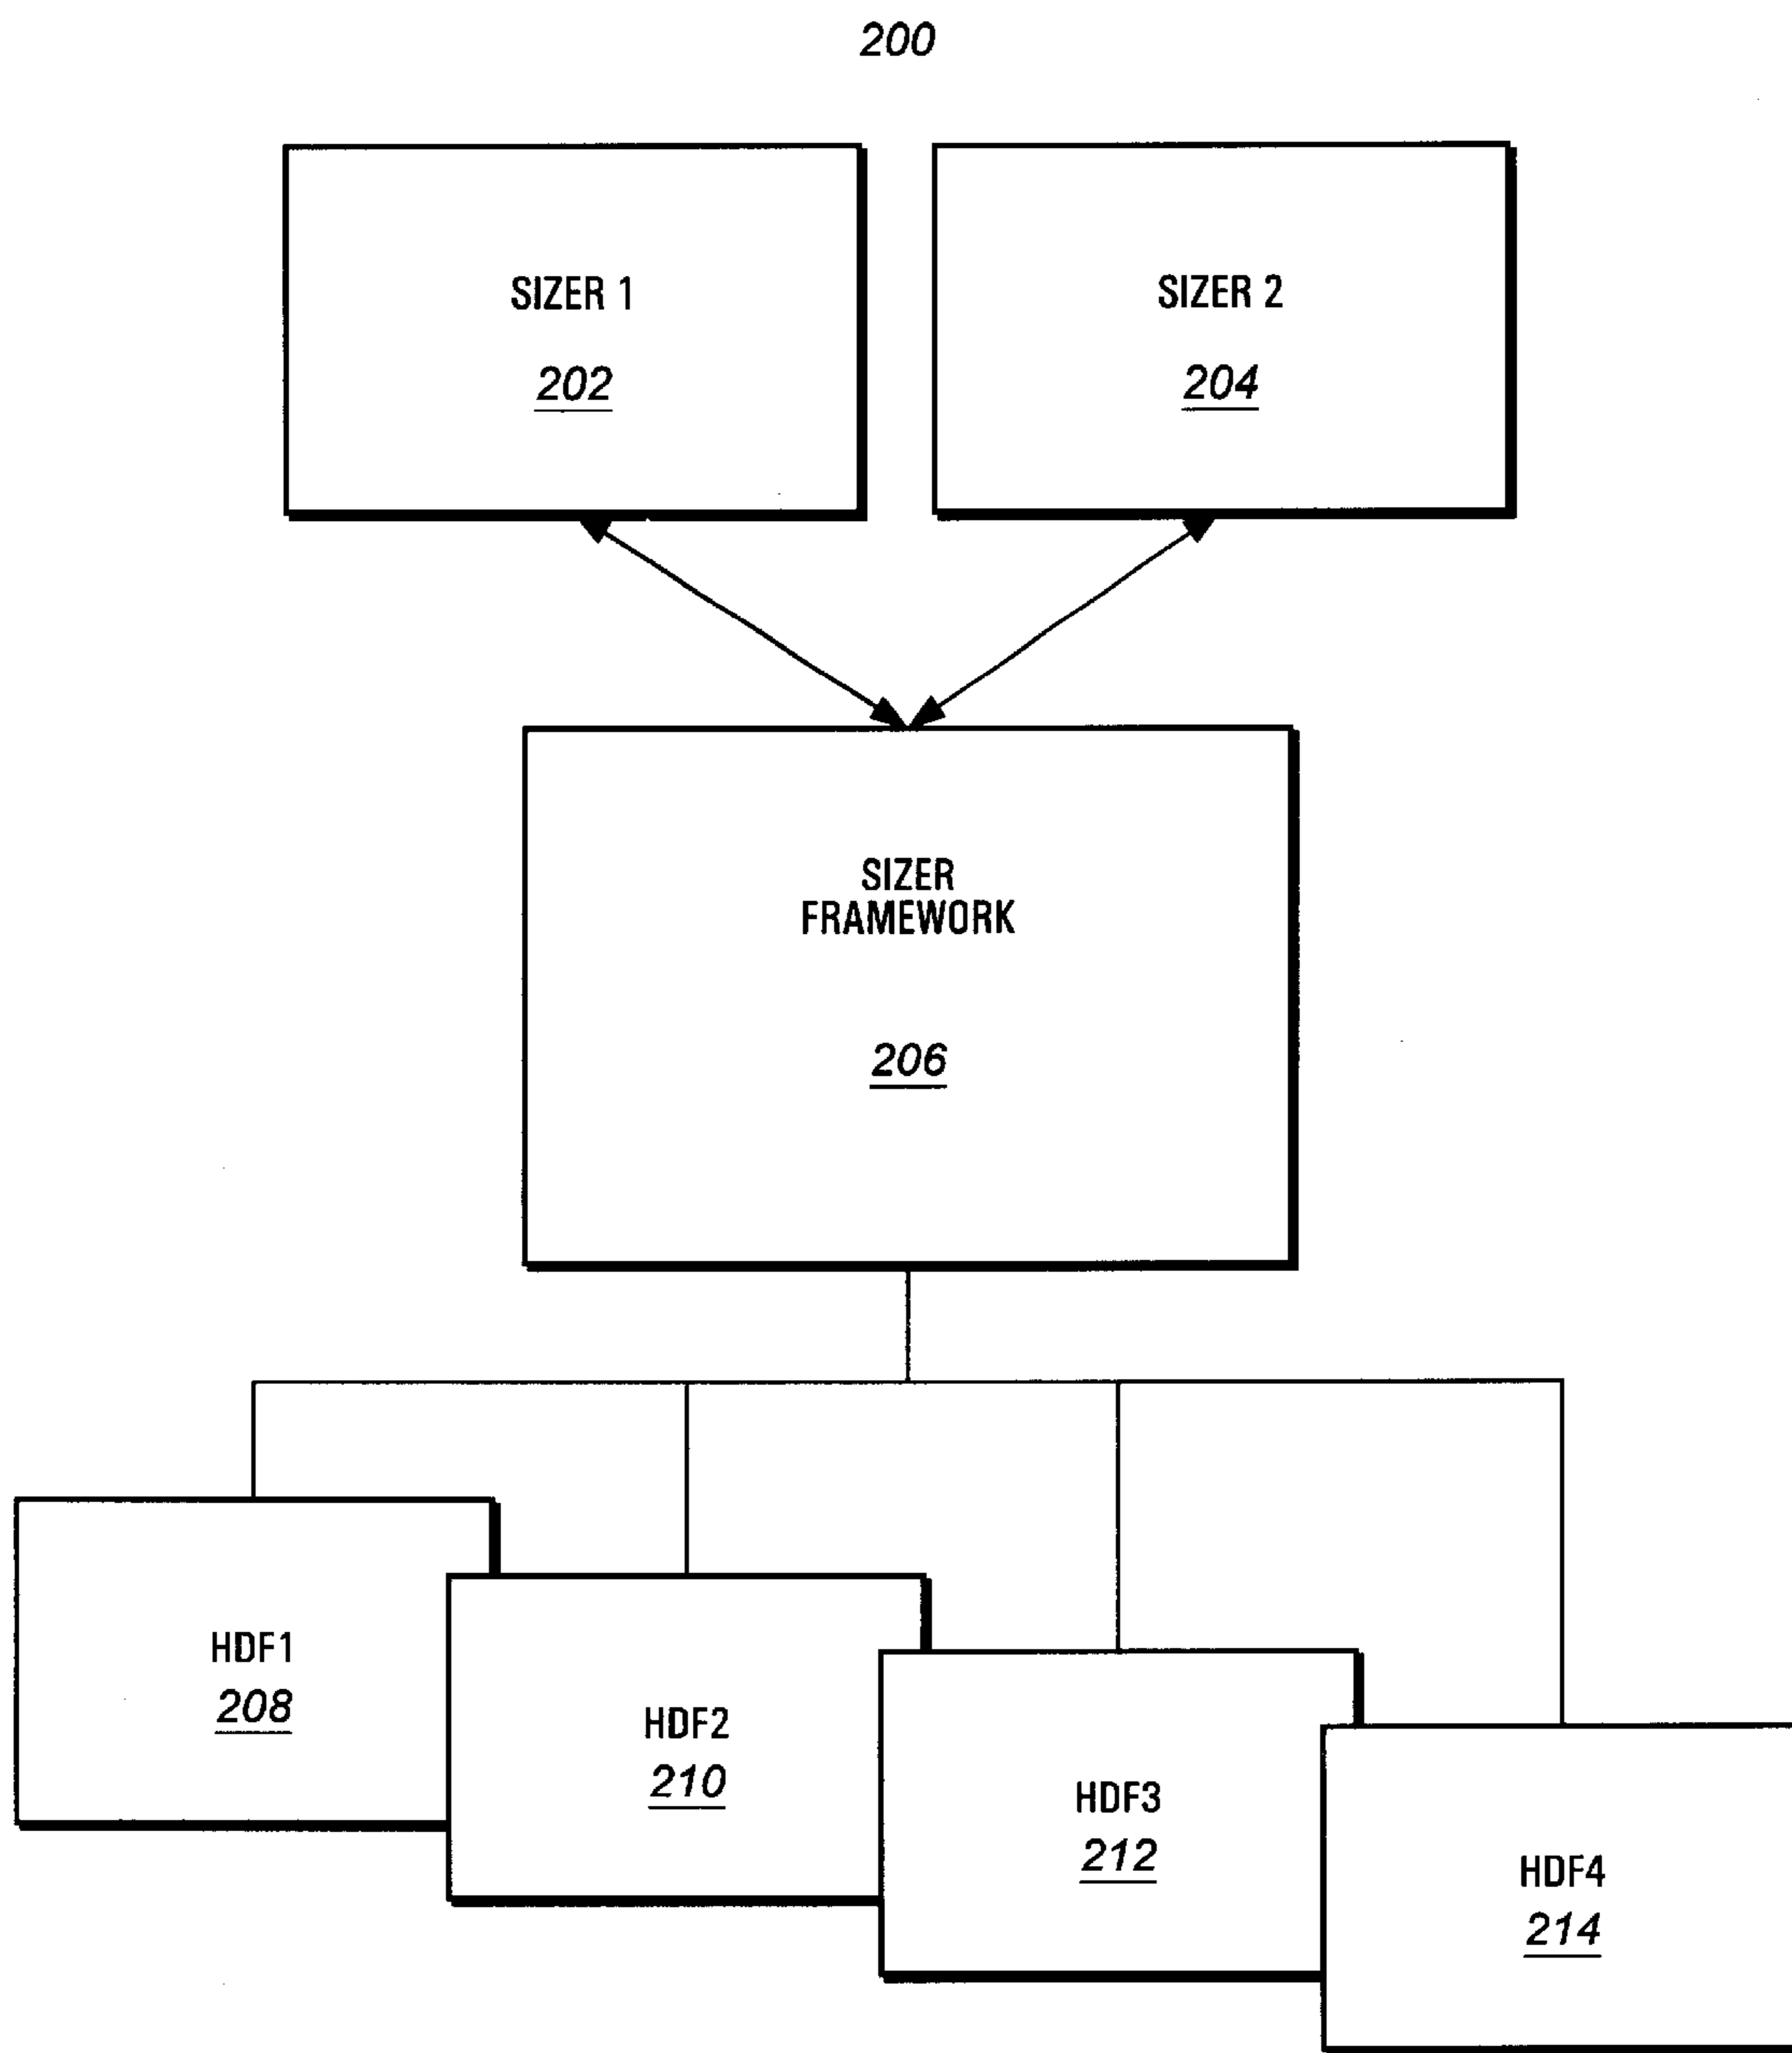 200
SIZER 1
202
SIZER 2
204
SIZER
FRAMEWORK
206
HDF1
208
HDF2
210
HDF3
212
HDF4
214